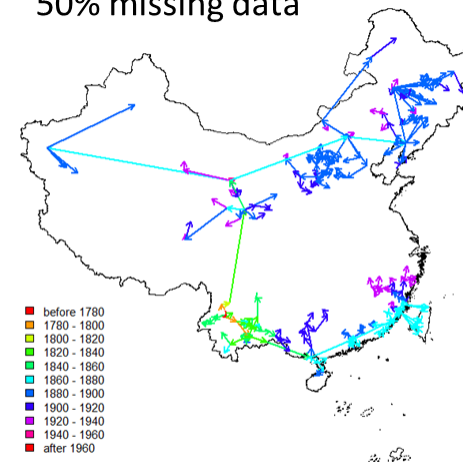 50% missing data
before 1780
1780 - 1800
1800 - 1820
1820 - 1840
1840 - 1860
1860 - 1880
1880 - 1900
1900 - 1920
1920 - 1940
1940 - 1960
after 1960